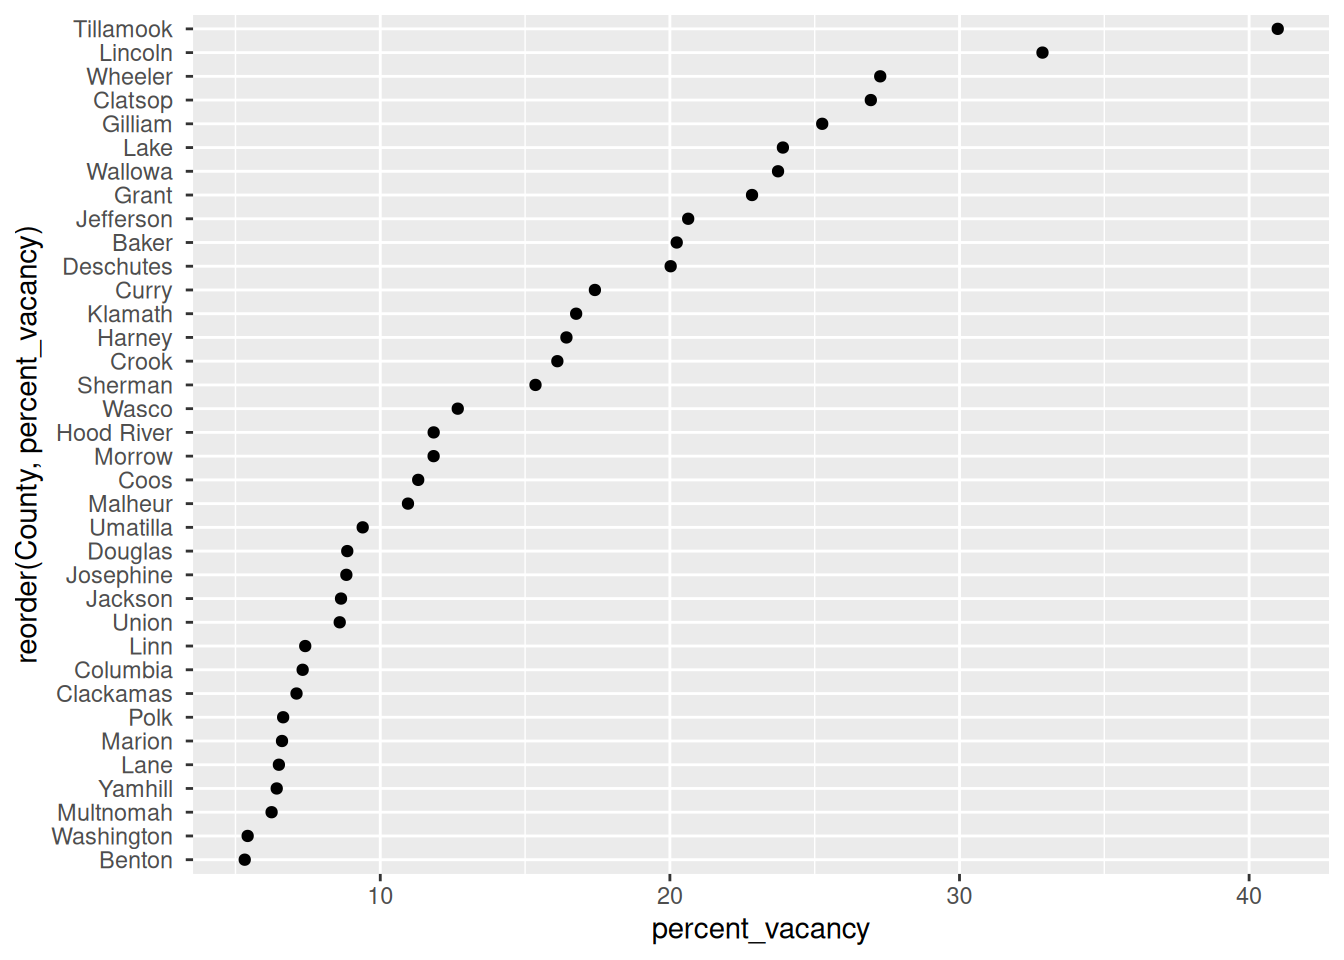 Tillamook
Lincoln
Wheeler
Clatsop
Gilliam
Lake
Wallowa
Grant
Jefferson
Baker
Deschutes
Curry
Klamath
Harney
Crook
Sherman
Wasco
Hood River
Morrow
Coos
Malheur
Umatilla
Douglas
Josephine
Jackson
Union
Linn
Columbia
Clackamas
Polk
Marion
Lane
Yamhill
Multnomah
Washington
Benton
reorder(County, percent_vacancy)
10 20 30 40
percent_vacancy